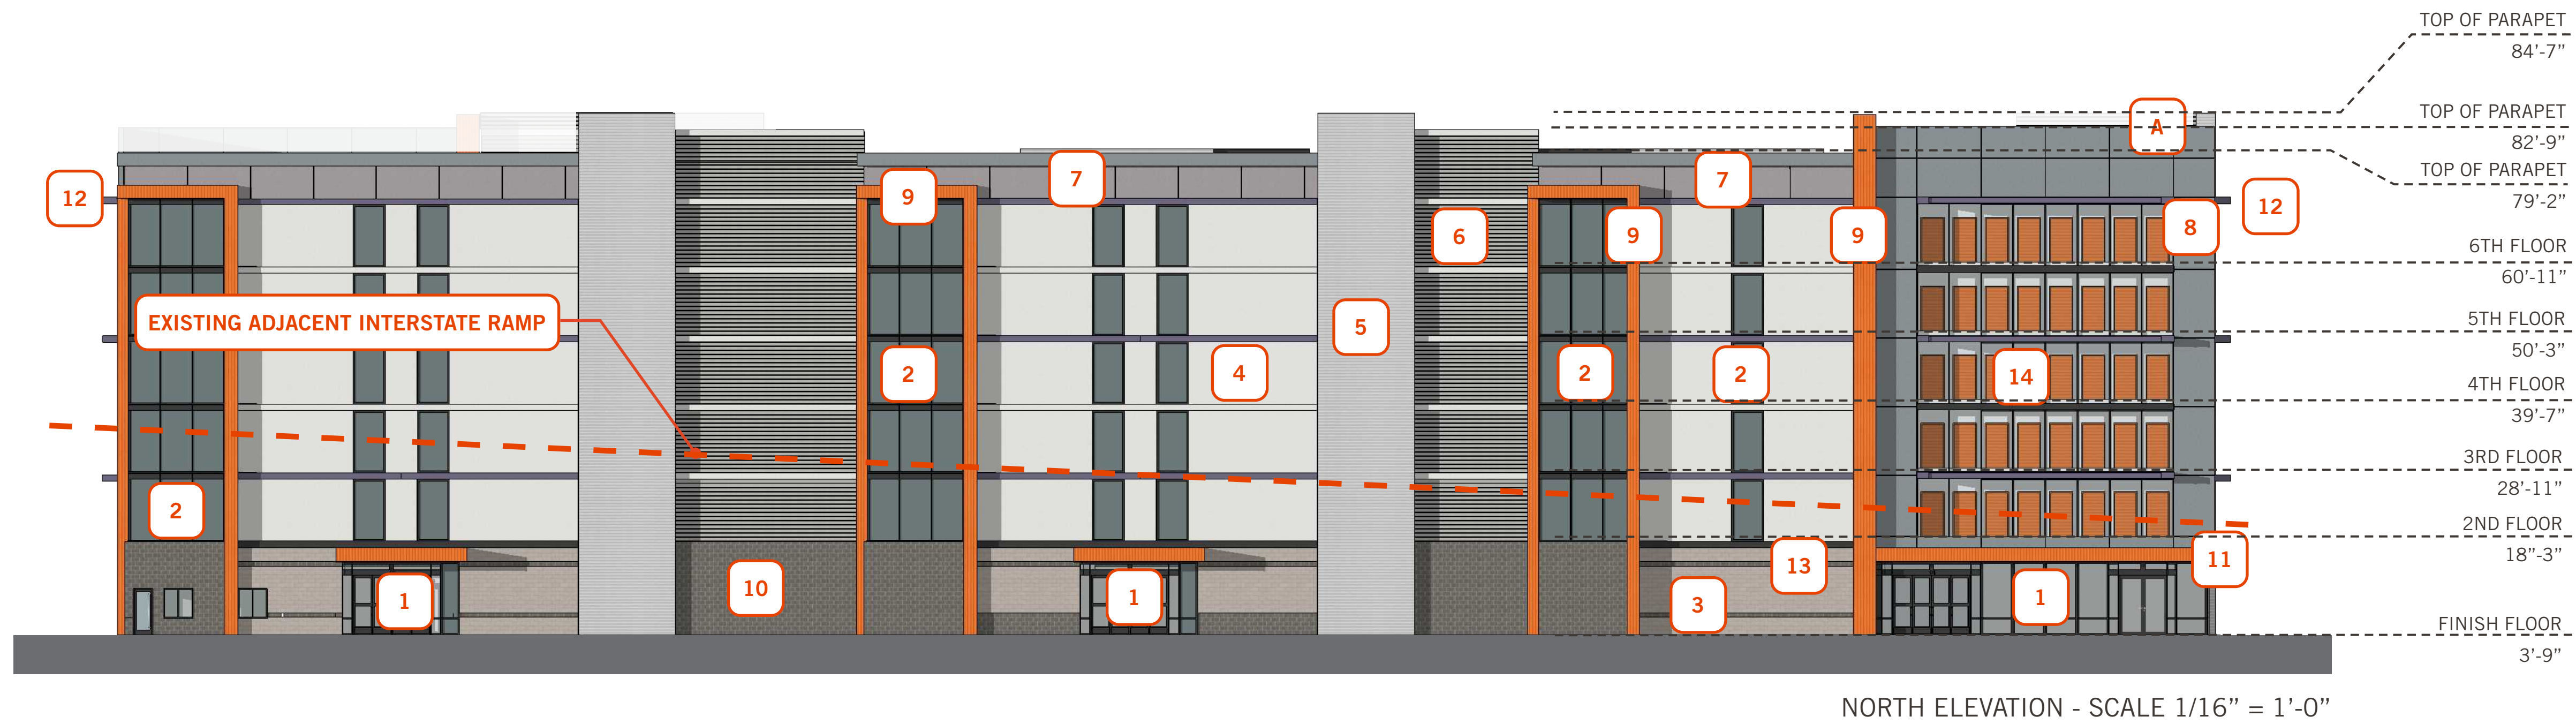 TOP OF PARAPET
84’-7”
TOP OF PARAPET
A
82’-9”
TOP OF PARAPET
79’-2”
7
7
12
9
12
8
9
9
6
6TH FLOOR
60’-11”
EXISTING ADJACENT INTERSTATE RAMP
5
5TH FLOOR
50’-3”
2
4
2
2
14
4TH FLOOR
39’-7”
3RD FLOOR
28’-11”
2
2ND FLOOR
18”-3”
11
13
10
1
1
3
1
FINISH FLOOR
3’-9”
NORTH ELEVATION - SCALE 1/16” = 1’-0”